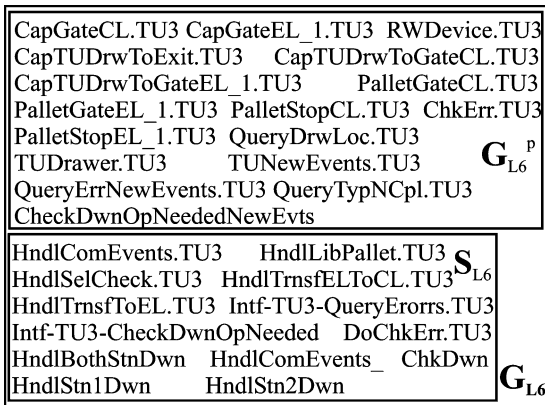 CapGateCL.TU3 CapGateEL_1.TU3 RWDevice.TU3
CapTUDrwToExit.TU3 CapTUDrwToGateCL.TU3
CapTUDrwToGateEL_1.TU3 PalletGateCL.TU3
PalletGateEL_1.TU3 PalletStopCL.TU3 ChkErr.TU3
PalletStopEL_1.TU3 QueryDrwLoc.TU3
TUDrawer.TU3 TUNewEvents.TU3 G_L6^p
QueryErrNewEvents.TU3 QueryTypNCpl.TU3
CheckDwnOpNeededNewEvts
HndlComEvents.TU3 HndlLibPallet.TU3 S_L6
HndlSelCheck.TU3 HndlTrnsfELToCL.TU3
HndlTrnsfToEL.TU3 Intf-TU3-QueryErorrs.TU3
Intf-TU3-CheckDwnOpNeeded DoChkErr.TU3
HndlBothStnDwn HndlComEvents_ ChkDwn
HndlStn1Dwn HndlStn2Dwn G_L6